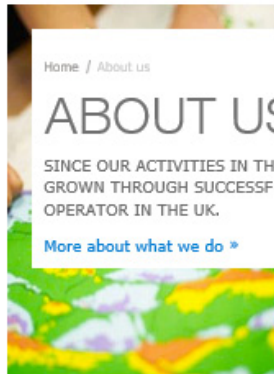 Home / About us
ABOUT US
SINCE OUR ACTIVITIES IN TH
GROWN THROUGH SUCCESSF
OPERATOR IN THE UK.
More about what we do »